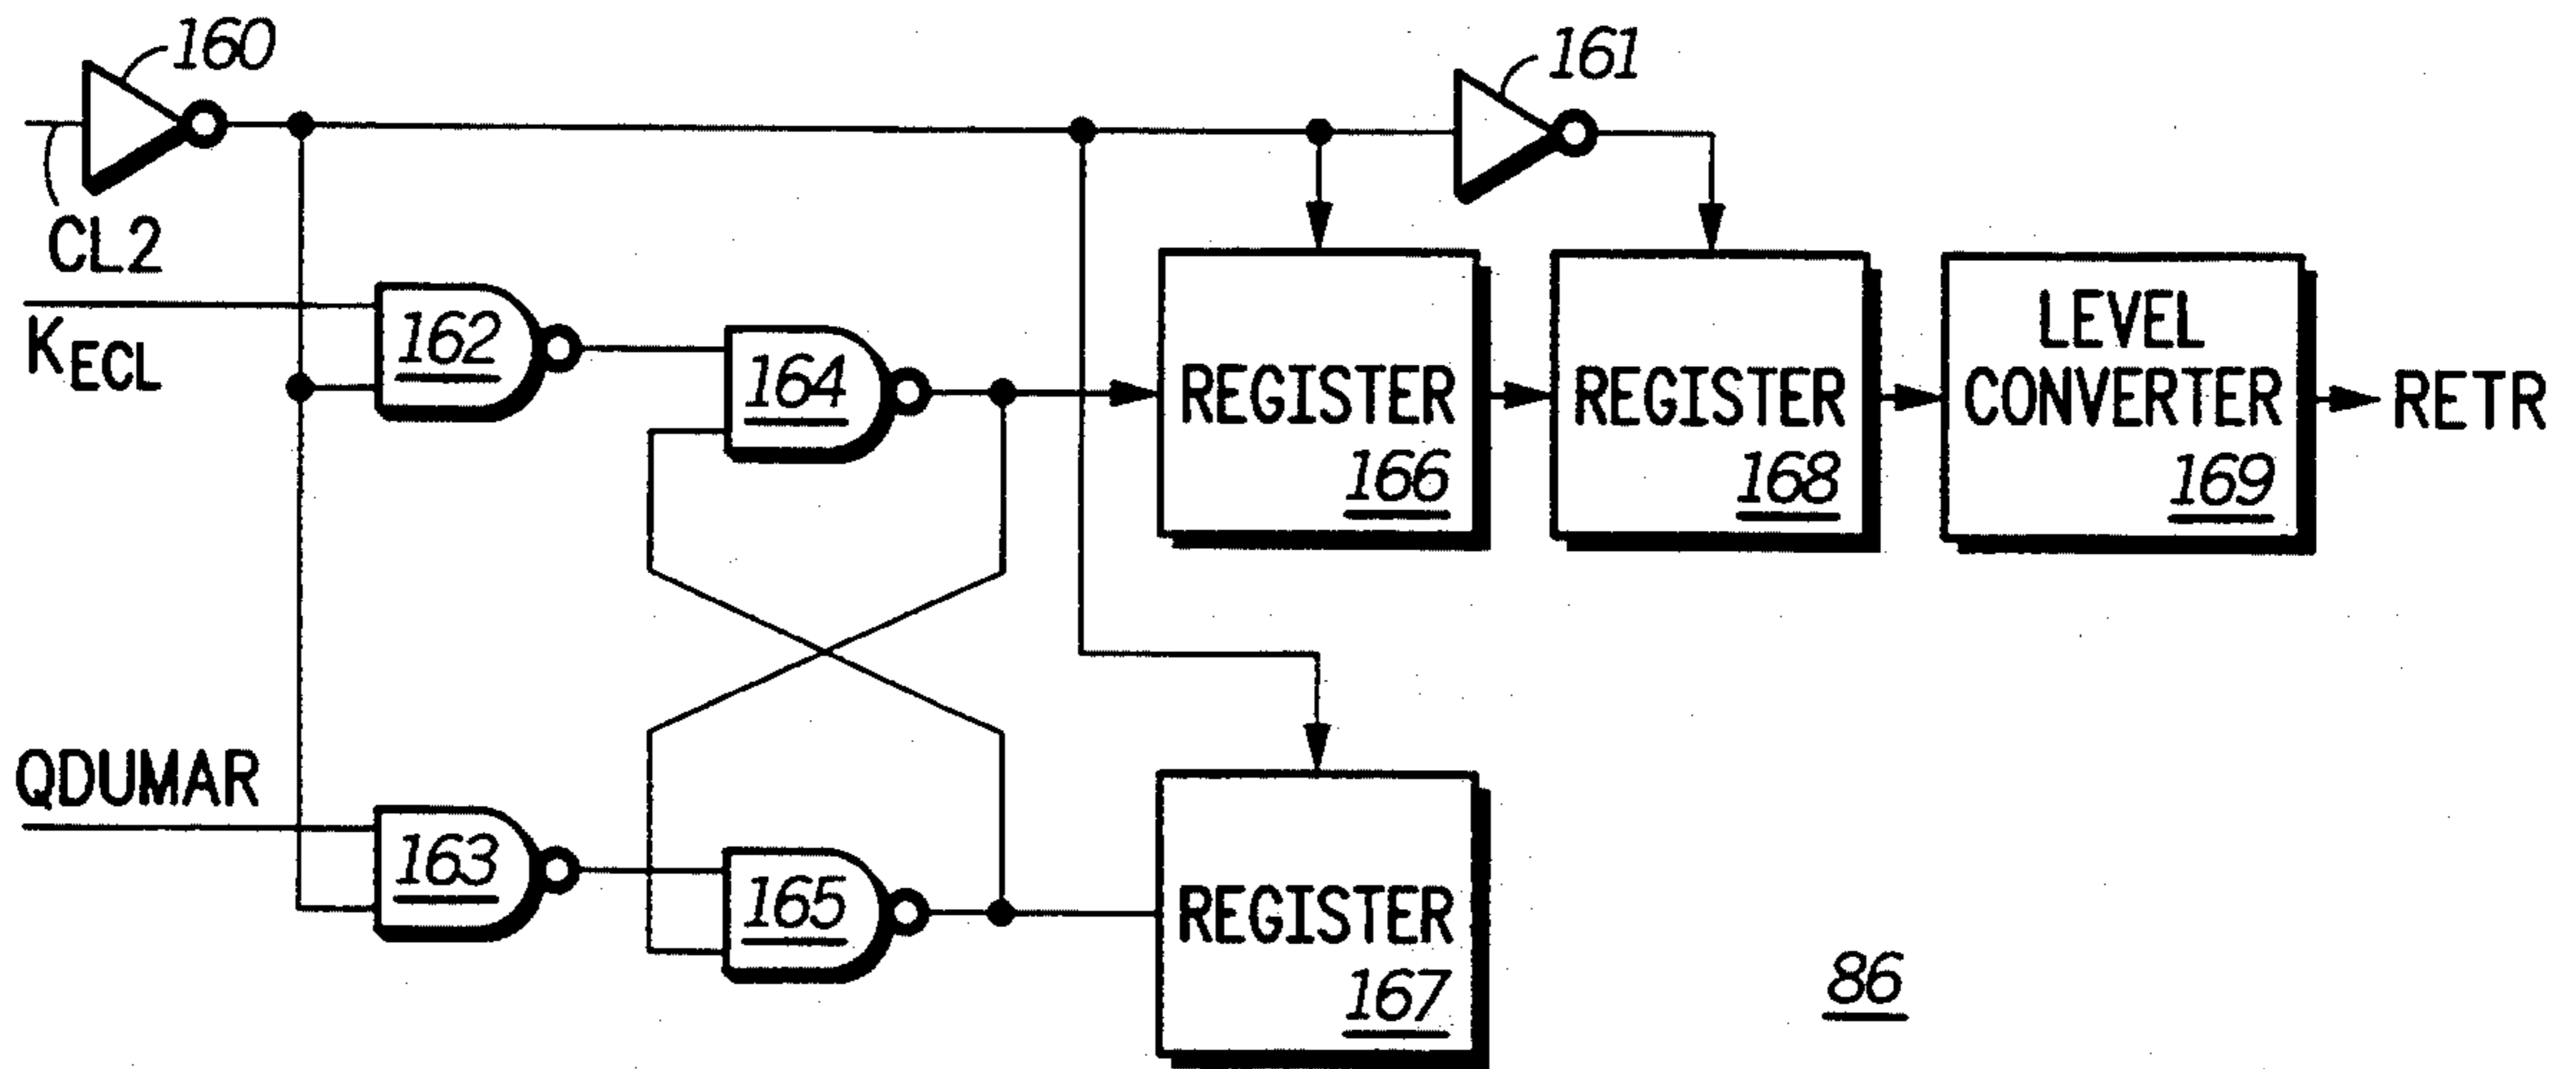 160
161
CL2
K_ECL
162
164
REGISTER
166
REGISTER
168
LEVEL
CONVERTER
169
RETR
QDUMAR
163
165
REGISTER
167
86